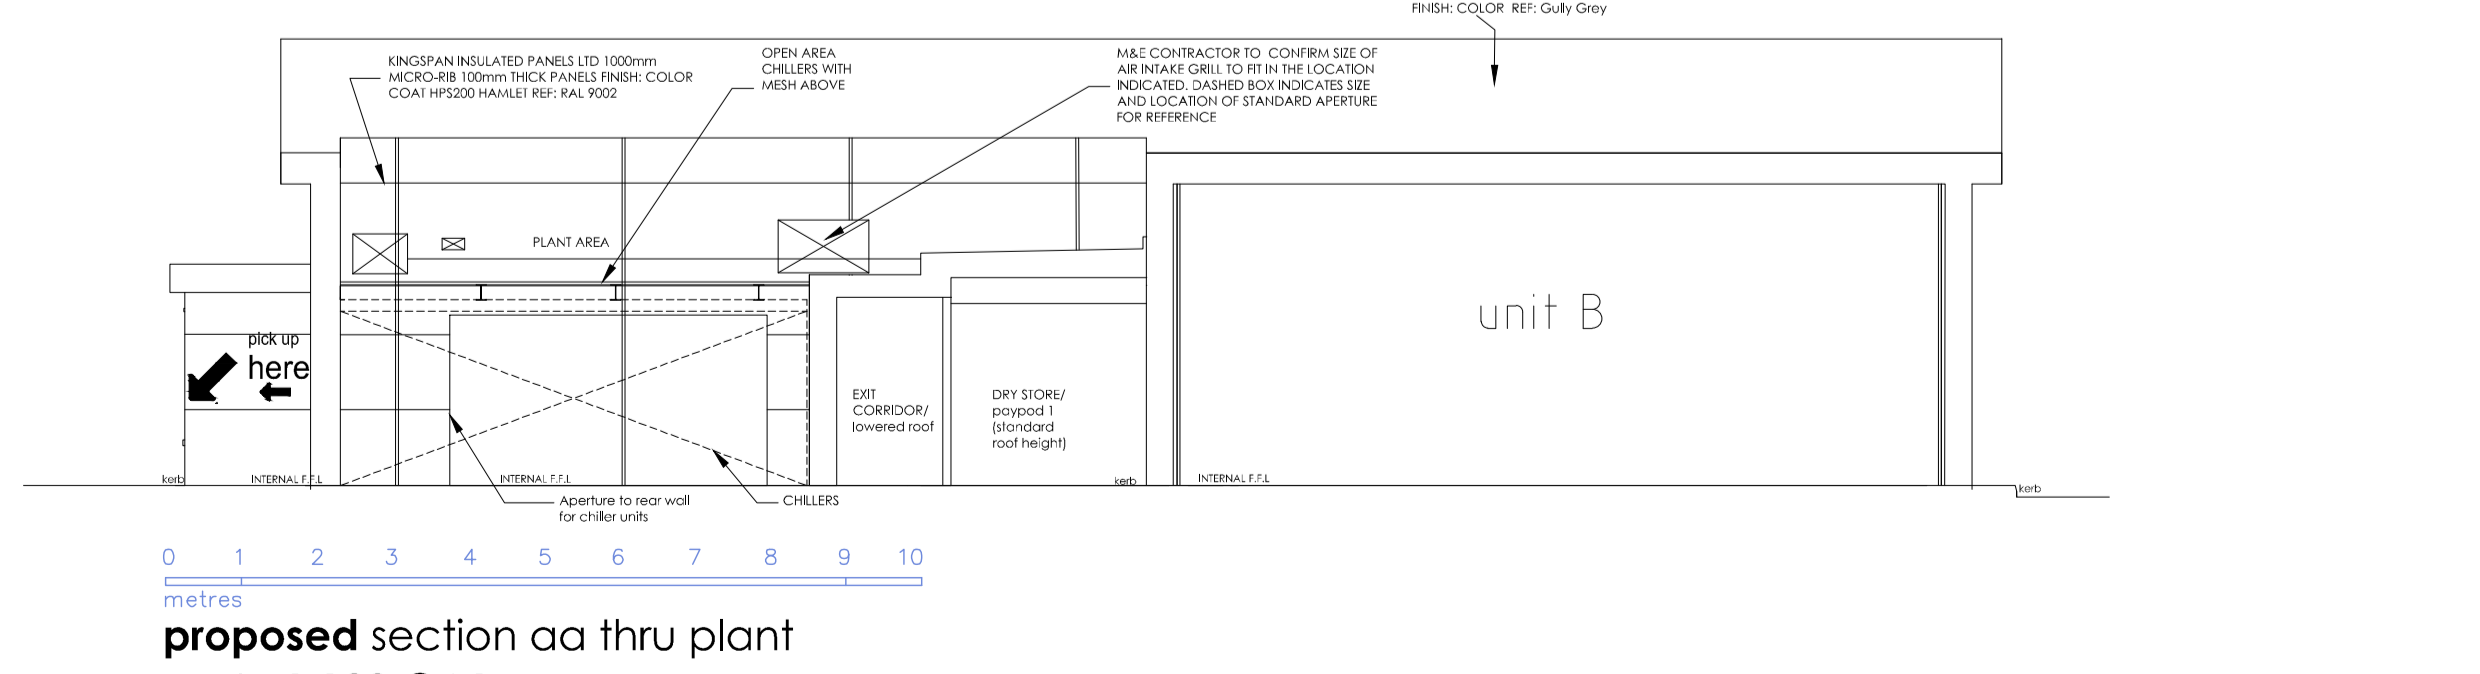 FINISH: COLOR REF: Gully Grey
KINGSPAN INSULATED PANELS LTD 1000mm
MICRO-RIB 100mm THICK PANELS FINISH: COLOR
COAT HPS200 HAMLET REF: RAL 9002
OPEN AREA
CHILLERS WITH
MESH ABOVE
M&E CONTRACTOR TO CONFIRM SIZE OF
AIR INTAKE GRILL TO FIT IN THE LOCATION
INDICATED. DASHED BOX INDICATES SIZE
AND LOCATION OF STANDARD APERTURE
FOR REFERENCE
PLANT AREA
unit B
pick up
here
EXIT
CORRIDOR/
lowered roof
DRY STORE/
paypod 1
(standard
roof height)
kerb
INTERNAL F.F.L
INTERNAL F.F.L
kerb
INTERNAL F.F.L
kerb
Aperture to rear wall
for chiller units
CHILLERS
0 1 2 3 4 5 6 7 8 9 10
metres
proposed section aa thru plant